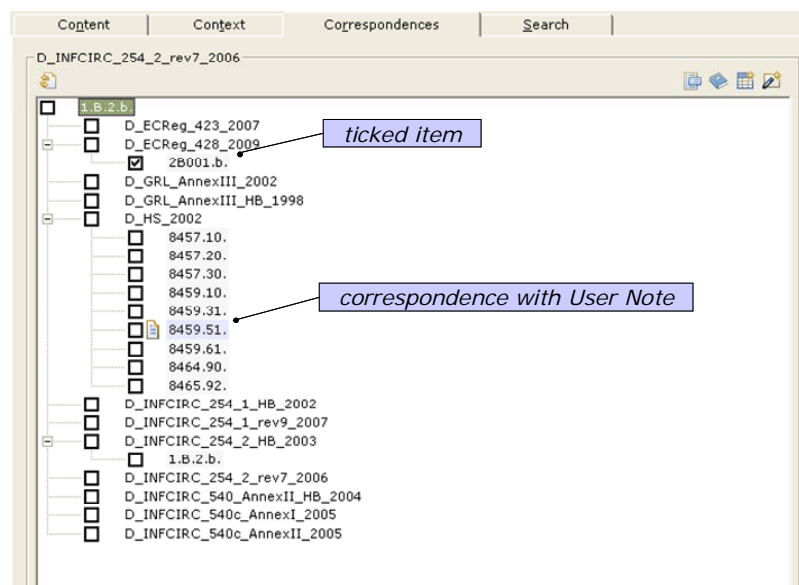 Content Context Correspondences Search
D_INFCIRC_254_2_rev7_2006
1.B.2.b.
D_ECReg_423_2007
D_ECReg_428_2009
ticked item
2B001.b.
D_GRL_AnnexIII_2002
D_GRL_AnnexIII_HB_1998
D_HS_2002
8457.10.
8457.20.
8457.30.
8459.10.
correspondence with User Note
8459.31.
8459.51.
8459.61.
8464.90.
8465.92.
D_INFCIRC_254_1_HB_2002
D_INFCIRC_254_1_rev9_2007
D_INFCIRC_254_2_HB_2003
1.B.2.b.
D_INFCIRC_254_2_rev7_2006
D_INFCIRC_540_AnnexII_HB_2004
D_INFCIRC_540c_AnnexI_2005
D_INFCIRC_540c_AnnexII_2005